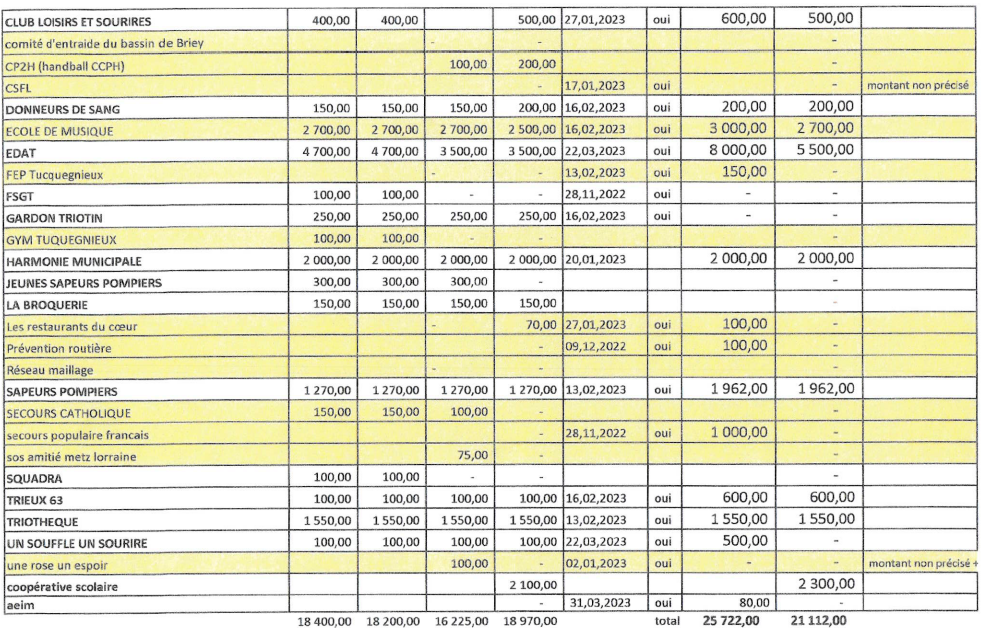 CLUB LOISIRS ET SOURIRES 400,00 400,00 500,00 27,01,2023 oui 600,00 500,00
comité d'entraide du bassin de Briey - - -
CP2H (handball CCPH) 100,00 200,00 -
CSFL - 17,01,2023 oui - - montant non précisé
DONNEURS DE SANG 150,00 150,00 150,00 200,00 16,02,2023 oui 200,00 200,00
ECOLE DE MUSIQUE 2 700,00 2 700,00 2 700,00 2 500,00 16,02,2023 oui 3 000,00 2 700,00
EDAT 4 700,00 4 700,00 3 500,00 3 500,00 22,03,2023 oui 8 000,00 5 500,00
FEP Tucquegnieux - - 13,02,2023 oui 150,00 -
FSGT 100,00 100,00 - - 28,11,2022 oui - -
GARDON TRIOTIN 250,00 250,00 250,00 250,00 16,02,2023 oui - -
GYM TUQUEGNIEUX 100,00 100,00 - - -
HARMONIE MUNICIPALE 2 000,00 2 000,00 2 000,00 2 000,00 20,01,2023 2 000,00 2 000,00
JEUNES SAPEURS POMPIERS 300,00 300,00 300,00 - -
LA BROQUERIE 150,00 150,00 150,00 150,00 -
Les restaurants du cœur - 70,00 27,01,2023 oui 100,00 -
Prévention routière - 09,12,2022 oui 100,00 -
Réseau maillage - - -
SAPEURS POMPIERS 1 270,00 1 270,00 1 270,00 1 270,00 13,02,2023 oui 1 962,00 1 962,00
SECOURS CATHOLIQUE 150,00 150,00 100,00 - -
secours populaire francais - 28,11,2022 oui 1 000,00 -
sos amitié metz lorraine 75,00 - -
SQUADRA 100,00 100,00 - - -
TRIEUX 63 100,00 100,00 100,00 100,00 16,02,2023 oui 600,00 600,00
TRIOTHEQUE 1 550,00 1 550,00 1 550,00 1 550,00 13,02,2023 oui 1 550,00 1 550,00
UN SOUFFLE UN SOURIRE 100,00 100,00 100,00 100,00 22,03,2023 oui 500,00 -
une rose un espoir 100,00 - 02,01,2023 oui - - montant non précisé +
coopérative scolaire 2 100,00 2 300,00
aeim - 31,03,2023 oui 80,00 -
18 400,00 18 200,00 16 225,00 18 970,00 total 25 722,00 21 112,00